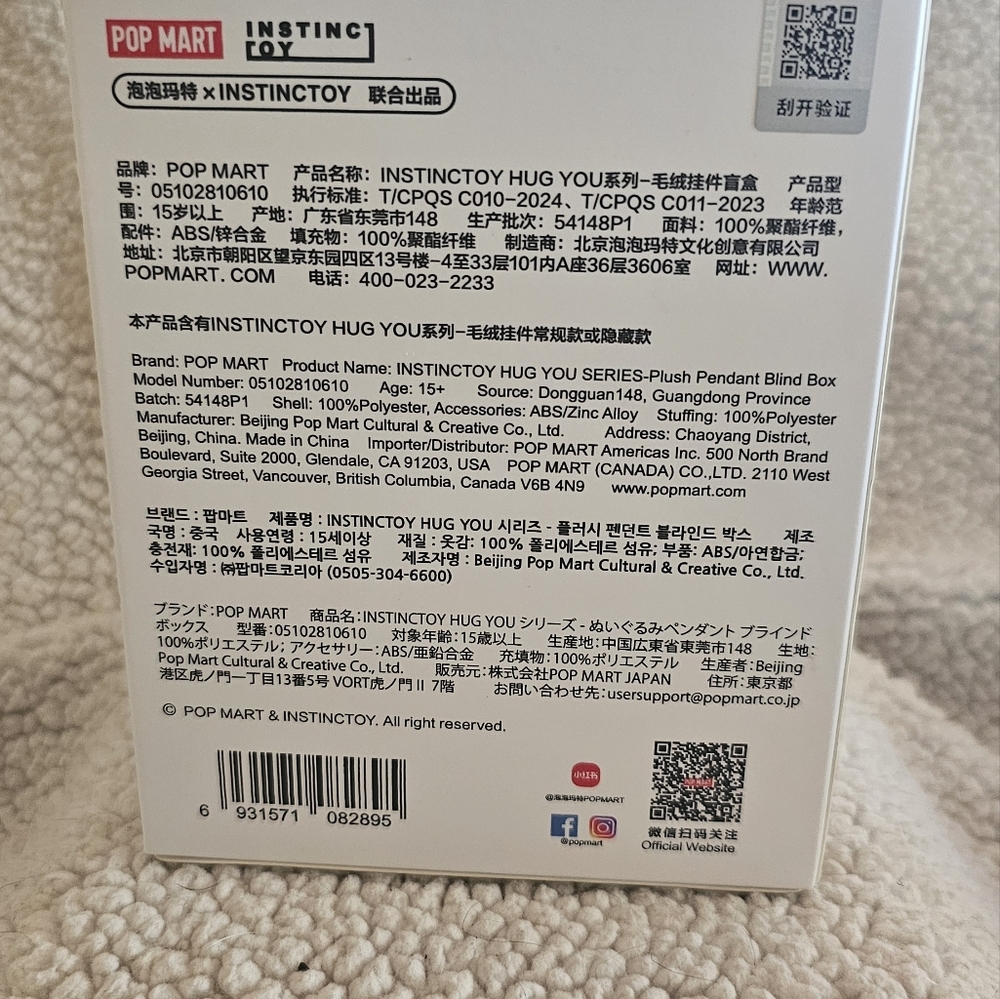 POP MART
INSTINC
TOY
泡泡玛特×INSTINCTOY 联合出品
刮开验证
品牌：POP MART 产品名称：INSTINCTOY HUG YOU系列-毛绒挂件盲盒 产品型
号：05102810610 执行标准：T/CPQS C010-2024、T/CPQS C011-2023 年龄范
围：15岁以上 产地：广东省东莞市148 生产批次：54148P1 面料：100%聚酯纤维，
配件：ABS/锌合金 填充物：100%聚酯纤维 制造商：北京泡泡玛特文化创意有限公司
地址：北京市朝阳区望京东园四区13号楼-4至33层101内A座36层3606室 网址：WWW.
POPMART. COM 电话：400-023-2233
本产品含有INSTINCTOY HUG YOU系列-毛绒挂件常规款或隐藏款
Brand: POP MART Product Name: INSTINCTOY HUG YOU SERIES-Plush Pendant Blind Box
Model Number: 05102810610 Age: 15+ Source: Dongguan148, Guangdong Province
Batch: 54148P1 Shell: 100%Polyester, Accessories: ABS/Zinc Alloy Stuffing: 100%Polyester
Manufacturer: Beijing Pop Mart Cultural & Creative Co., Ltd. Address: Chaoyang District,
Beijing, China. Made in China Importer/Distributor: POP MART Americas Inc. 500 North Brand
Boulevard, Suite 2000, Glendale, CA 91203, USA POP MART (CANADA) CO.,LTD. 2110 West
Georgia Street, Vancouver, British Columbia, Canada V6B 4N9 www.popmart.com
브랜드 : 팝마트 제품명 : INSTINCTOY HUG YOU 시리즈 - 플러시 펜던트 블라인드 박스 제조
국명 : 중국 사용연령 : 15세이상 재질 : 옷감: 100% 폴리에스테르 섬유; 부품: ABS/아연합금;
충전재: 100% 폴리에스테르 섬유 제조자명 : Beijing Pop Mart Cultural & Creative Co., Ltd.
수입자명 : ㈜팝마트코리아 (0505-304-6600)
ブランド：POP MART 商品名：INSTINCTOY HUG YOU シリーズ - ぬいぐるみペンダント ブラインド
ボックス 型番：05102810610 対象年齢：15歳以上 生産地：中国広東省東莞市148 生地：
100%ポリエステル；アクセサリー：ABS/亜鉛合金 充填物：100%ポリエステル 生産者：Beijing
Pop Mart Cultural & Creative Co., Ltd. 販売元：株式会社POP MART JAPAN 住所：東京都
港区虎ノ門一丁目13番5号 VORT虎ノ門Ⅱ 7階 お問い合わせ先：usersupport@popmart.co.jp
© POP MART & INSTINCTOY. All right reserved.
6 931571 082895
小红书
@泡泡玛特POPMART
@popmart
POP MART
微信扫码关注
Official Website